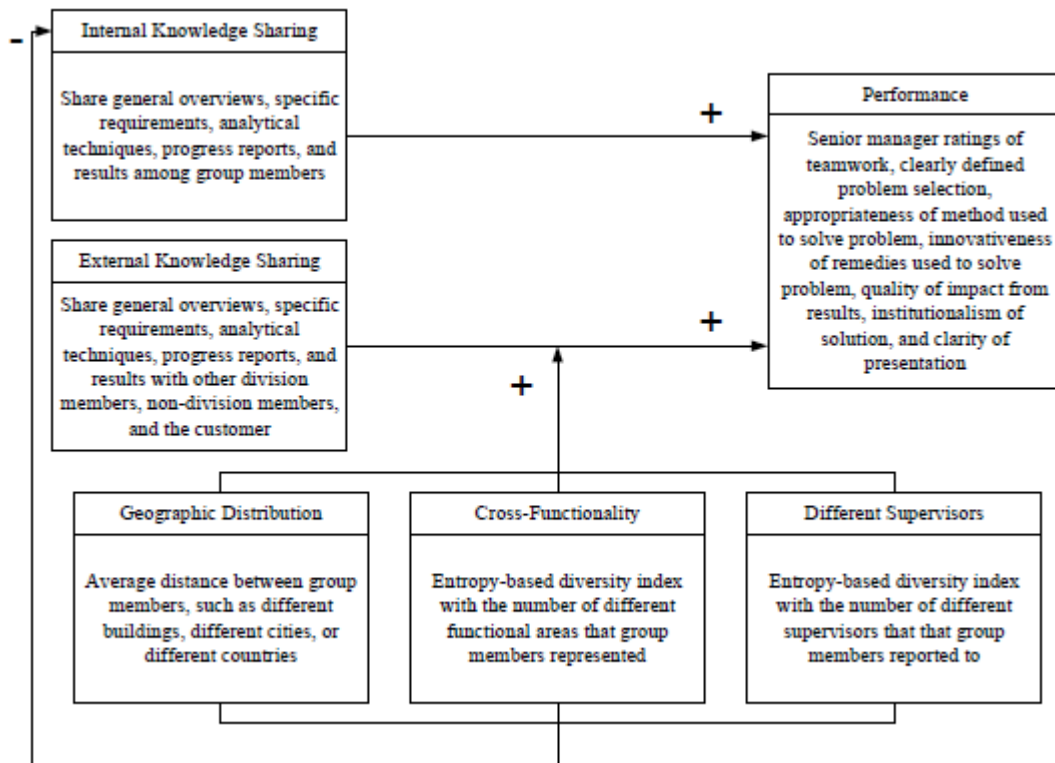 -
Internal Knowledge Sharing
Share general overviews, specific
requirements, analytical
techniques, progress reports, and
results among group members
+
Performance
Senior manager ratings of
teamwork, clearly defined
problem selection,
appropriateness of method used
to solve problem, innovativeness
of remedies used to solve
problem, quality of impact from
results, institutionalism of
solution, and clarity of
presentation
External Knowledge Sharing
Share general overviews, specific
requirements, analytical
techniques, progress reports, and
results with other division
members, non-division members,
and the customer
+
+
Geographic Distribution
Average distance between group
members, such as different
buildings, different cities, or
different countries
Cross-Functionality
Entropy-based diversity index
with the number of different
functional areas that group
members represented
Different Supervisors
Entropy-based diversity index
with the number of different
supervisors that that group
members reported to